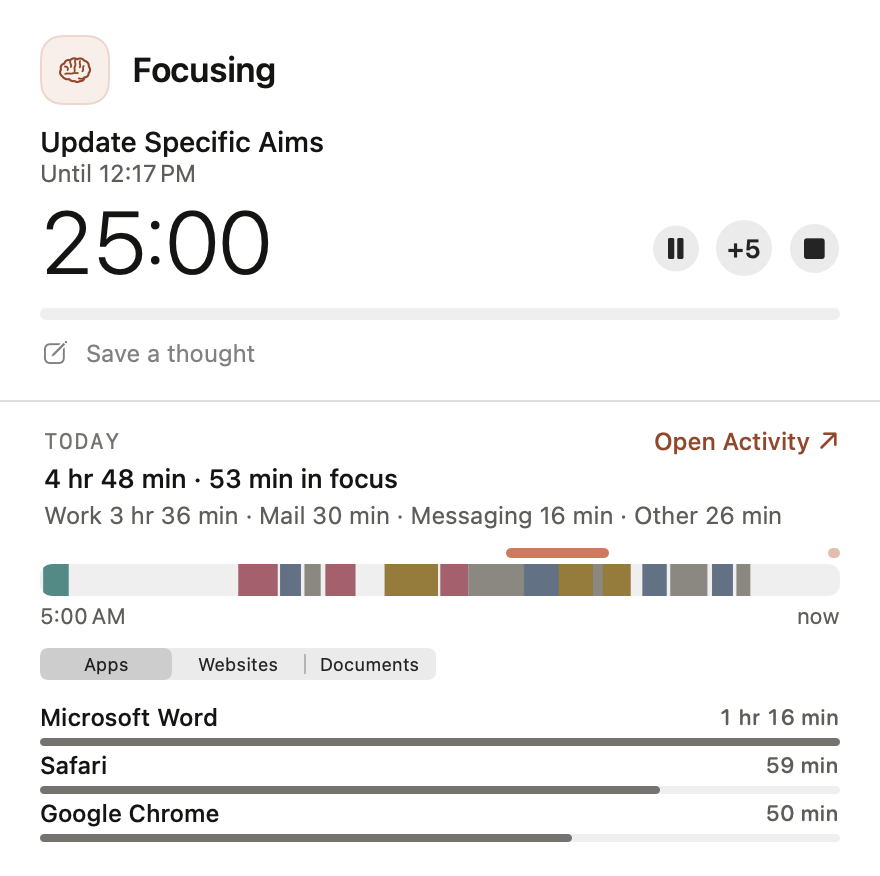 Focusing
Update Specific Aims
Until 12:17 PM
25:00
+5
Save a thought
TODAY
Open Activity ↗
4 hr 48 min · 53 min in focus
Work 3 hr 36 min · Mail 30 min · Messaging 16 min · Other 26 min
5:00 AM
now
Apps
Websites
Documents
Microsoft Word 1 hr 16 min
Safari 59 min
Google Chrome 50 min